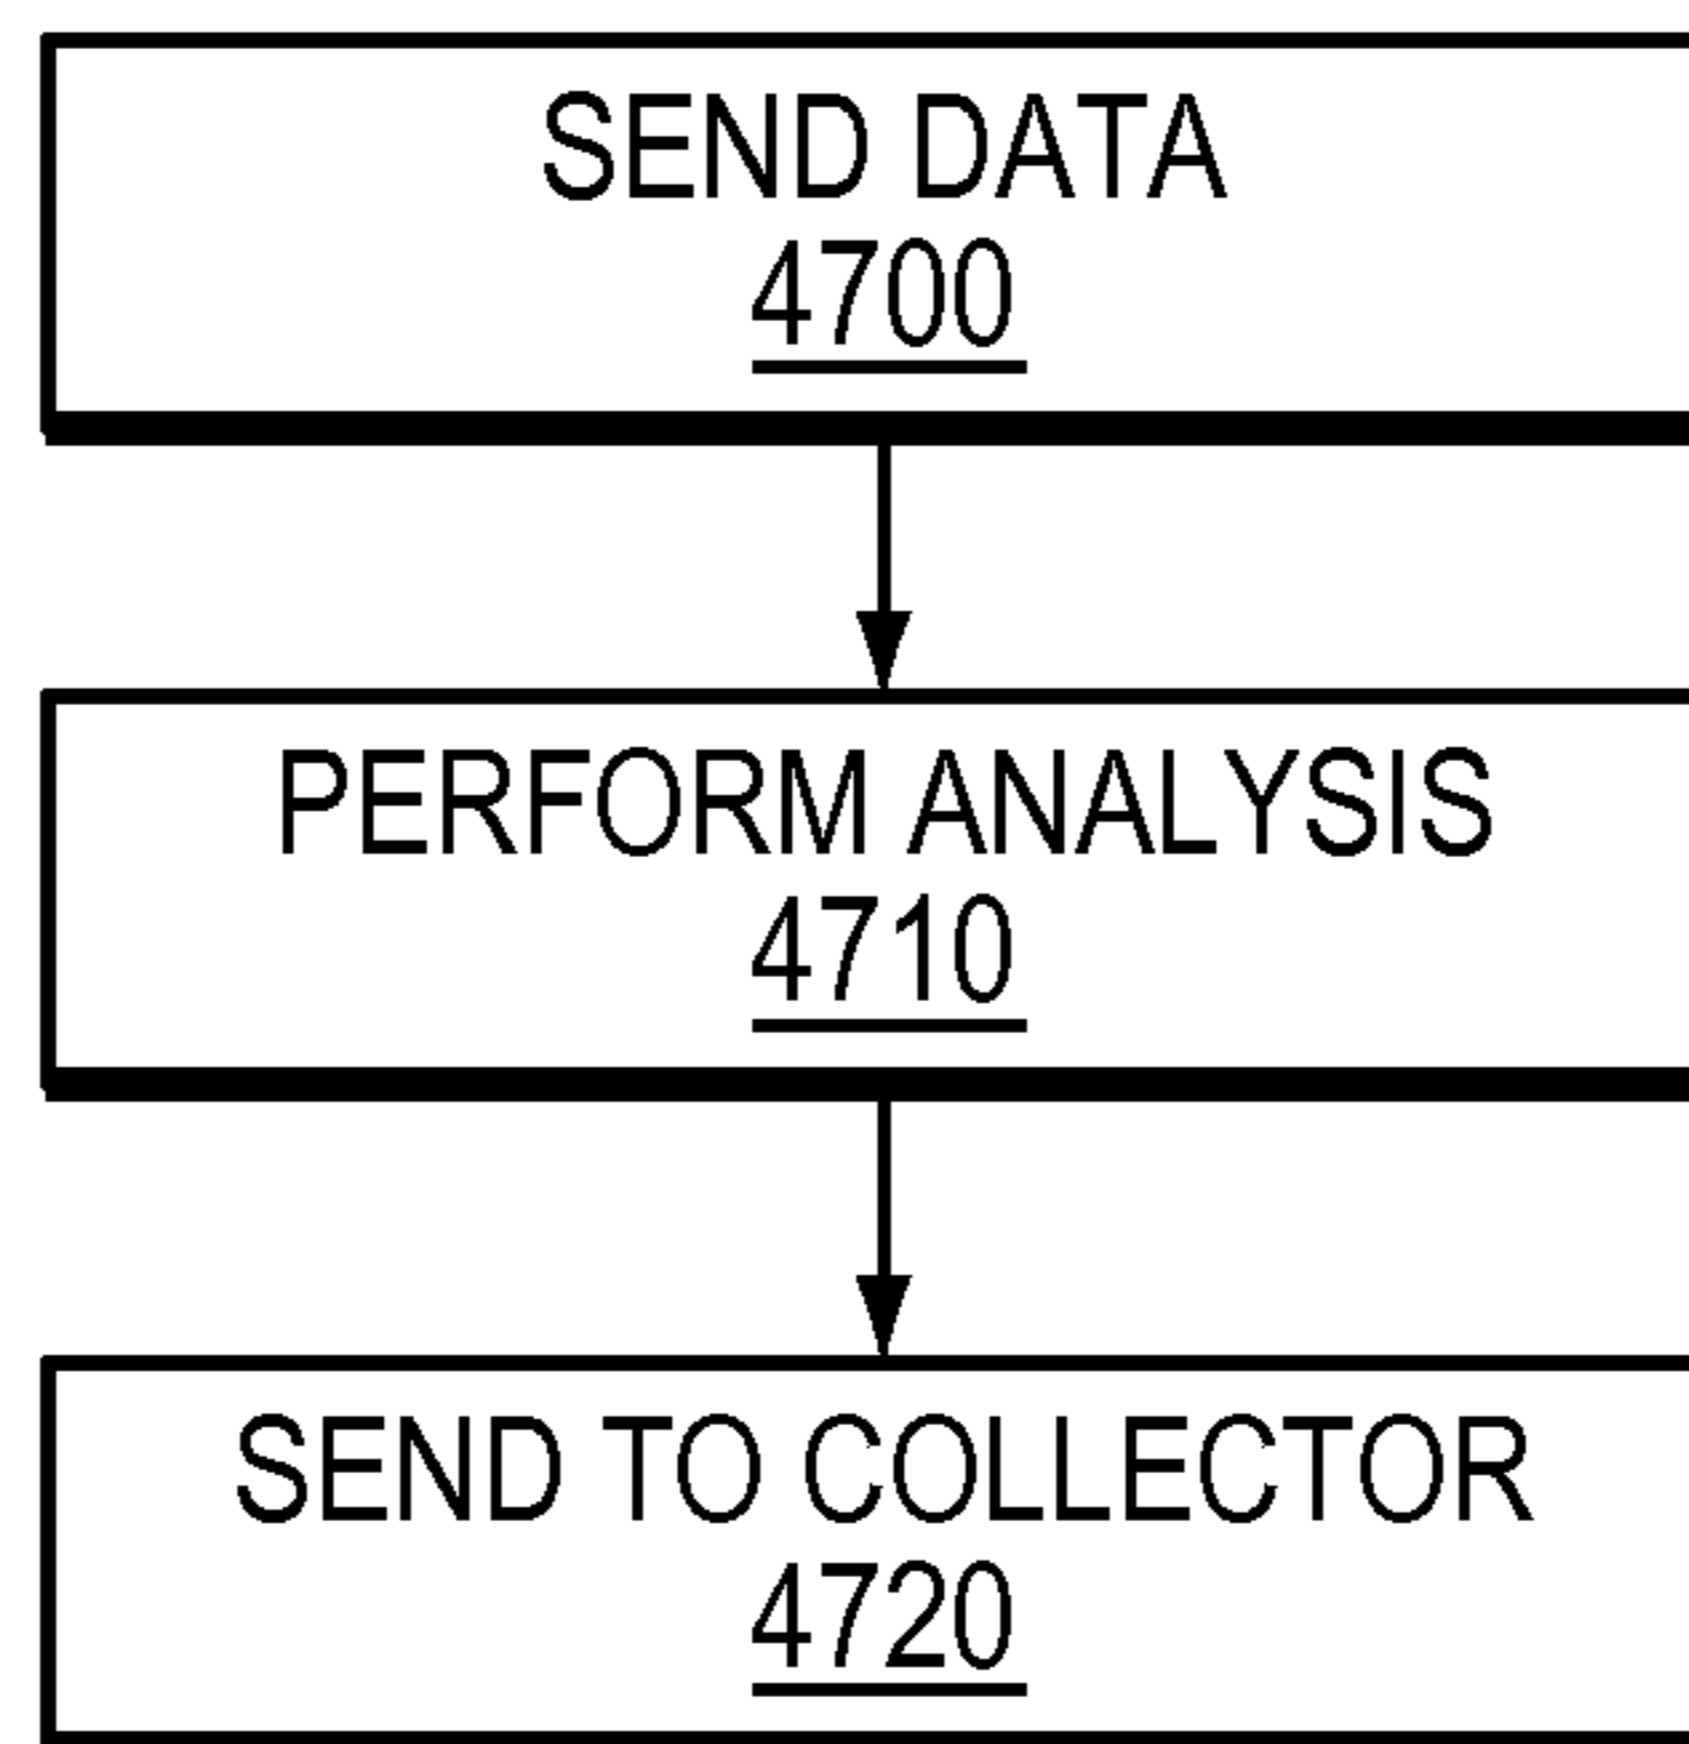 SEND DATA
4700
PERFORM ANALYSIS
4710
SEND TO COLLECTOR
4720